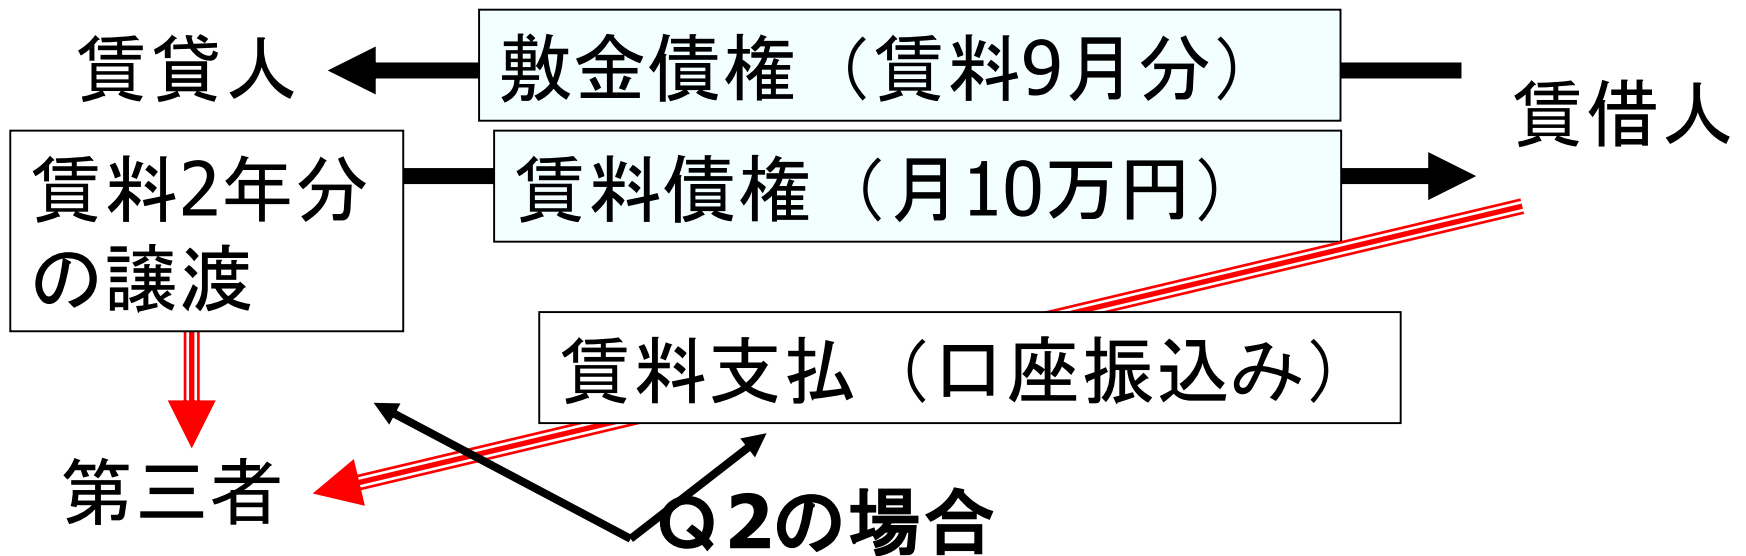 賃貸人
敷金債権（賃料9月分）
賃借人
賃料2年分
の譲渡
賃料債権（月10万円）
賃料支払（口座振込み）
第三者
Q2の場合